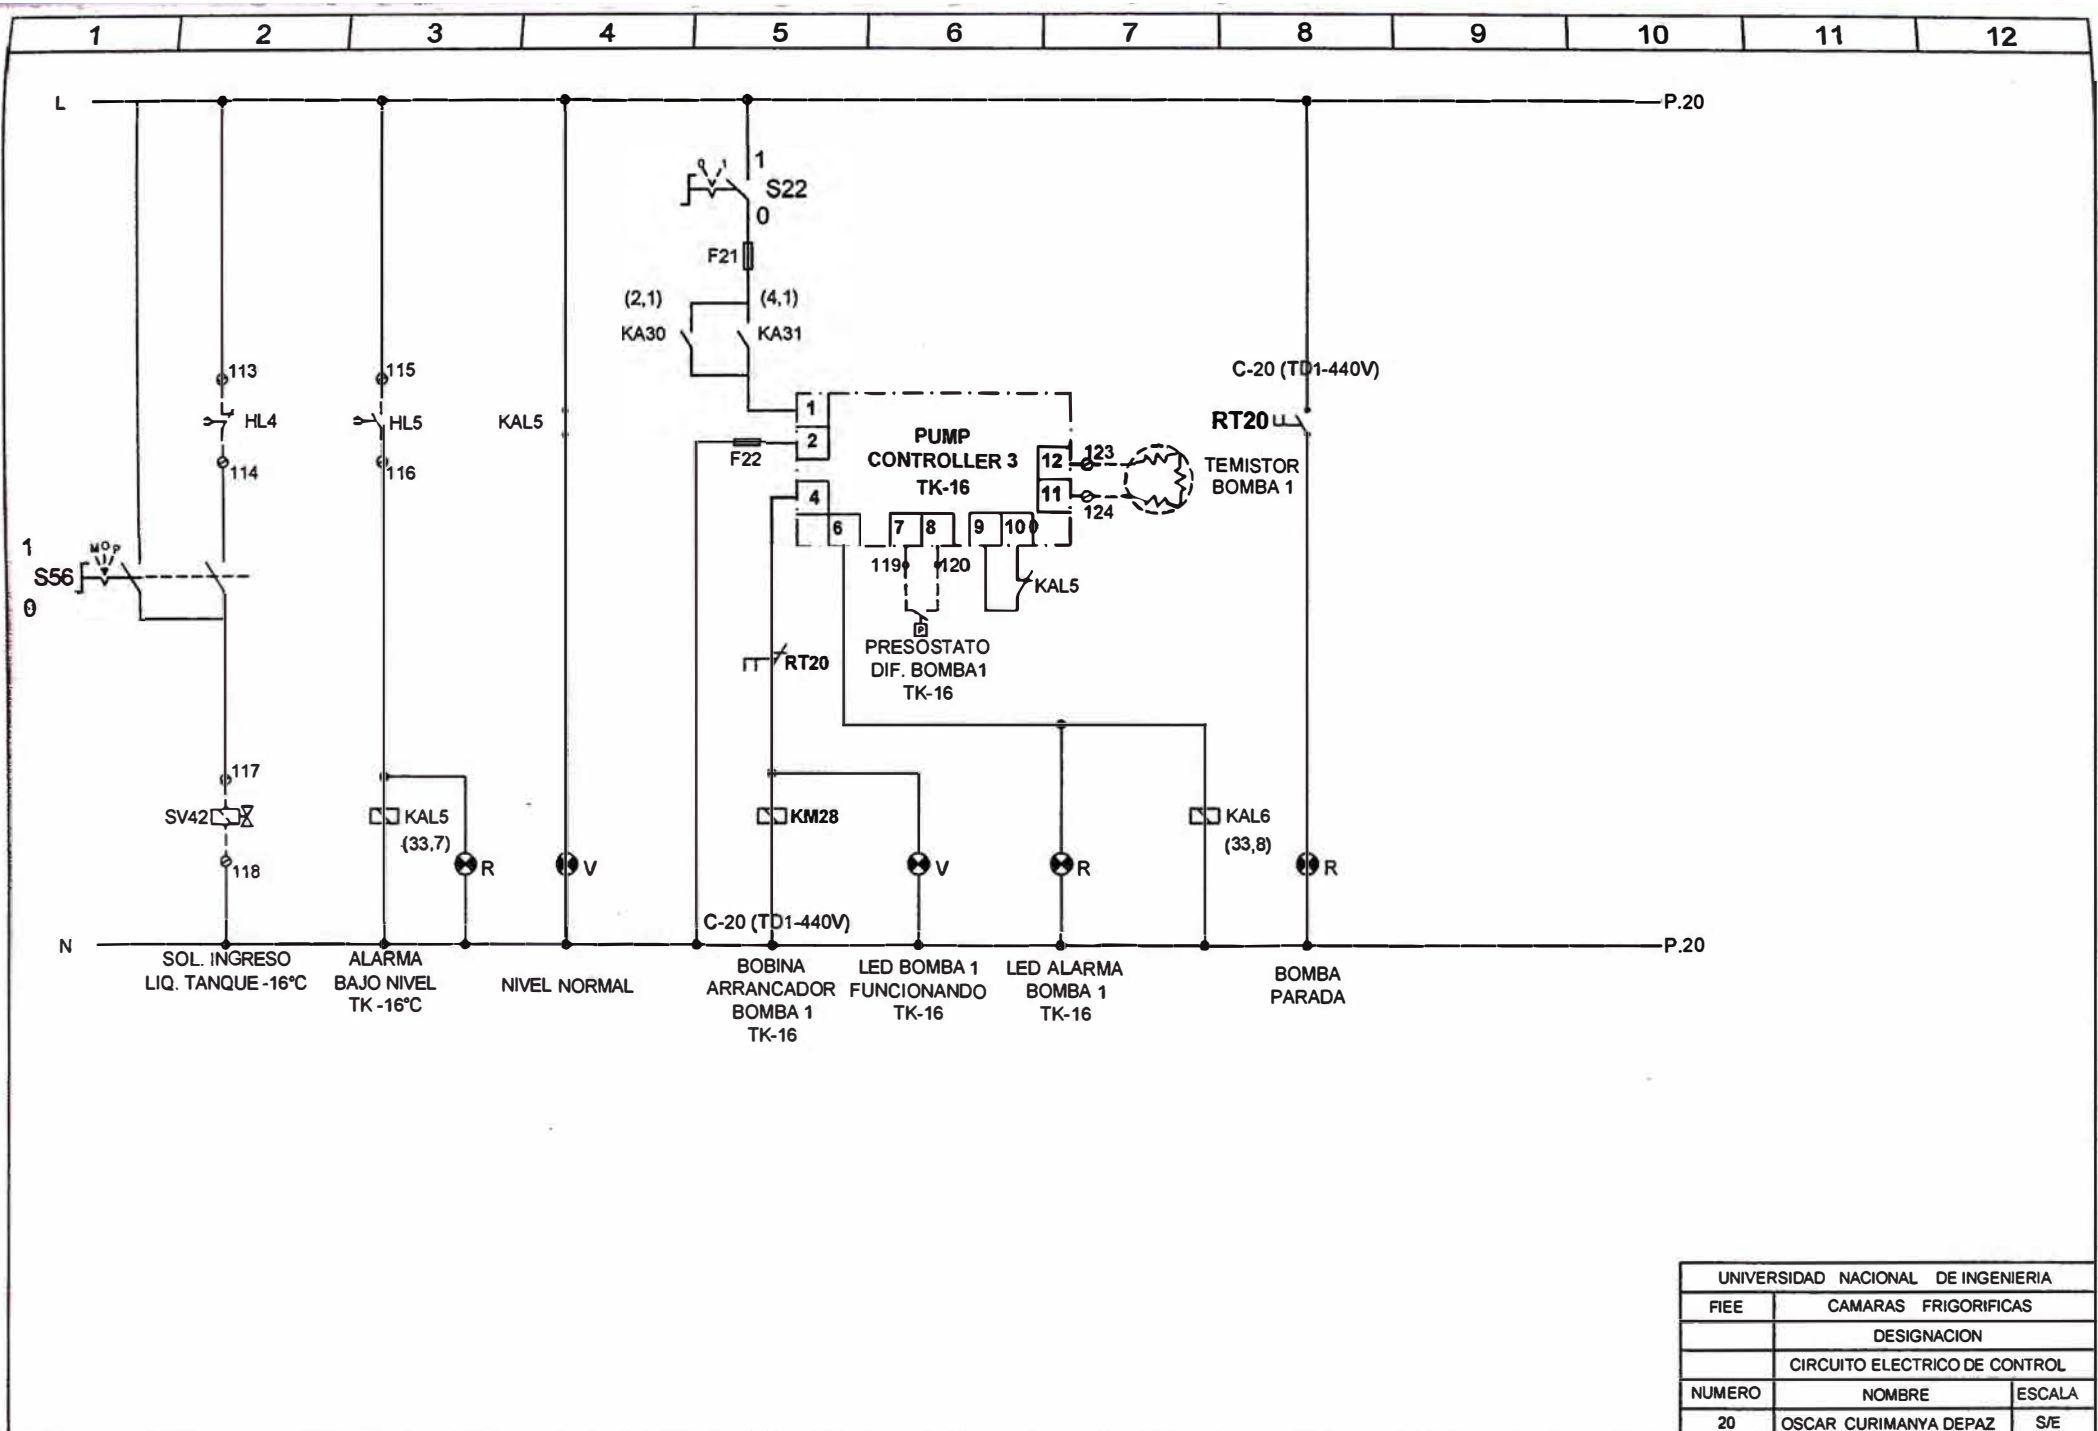 1 2 3 4 5 6 7 8 9 10 11 12
L
P.20
0 1
1
S22
0
F21
(2,1)
(4,1)
KA30
KA31
113
HL4
114
115
HL5
116
KAL5
1
2
F22
4
6
7
8
9
10
12
11
PUMP
CONTROLLER 3
TK-16
123
124
TEMISTOR
BOMBA 1
C-20 (TD1-440V)
RT20
1
S56
0
M O P
119
120
KAL5
P
PRESOSTATO
DIF. BOMBA1
TK-16
RT20
117
SV42
118
KAL5
(33,7)
R
V
KM28
V
R
KAL6
(33,8)
R
C-20 (TD1-440V)
N
P.20
SOL. INGRESO
LIQ. TANQUE -16°C
ALARMA
BAJO NIVEL
TK -16°C
NIVEL NORMAL
BOBINA
ARRANCADOR
BOMBA 1
TK-16
LED BOMBA 1
FUNCIONANDO
TK-16
LED ALARMA
BOMBA 1
TK-16
BOMBA
PARADA
UNIVERSIDAD NACIONAL DE INGENIERIA
FIEE CAMARAS FRIGORIFICAS
DESIGNACION
CIRCUITO ELECTRICO DE CONTROL
NUMERO NOMBRE ESCALA
20 OSCAR CURIMANYA DEPAZ S/E